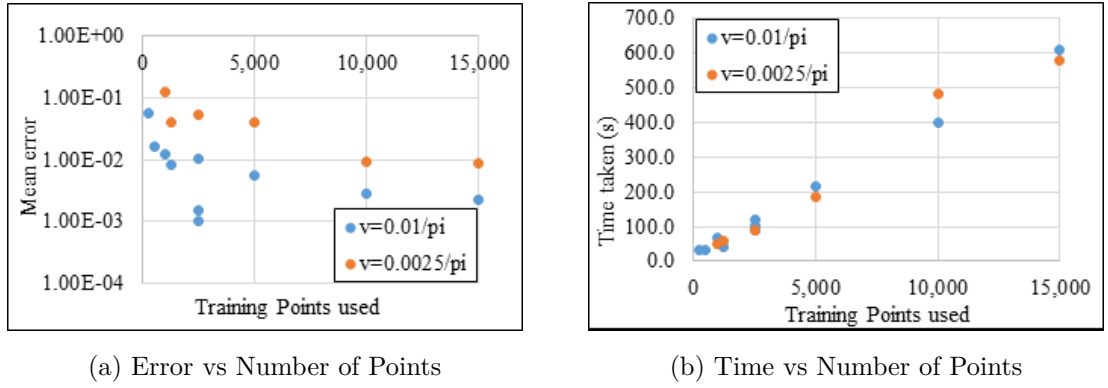 1.00E+00
0
5,000
10,000
15,000
1.00E-01
1.00E-02
1.00E-03
1.00E-04
Mean error
v=0.01/pi
v=0.0025/pi
Training Points used
(a) Error vs Number of Points
700.0
600.0
500.0
400.0
300.0
200.0
100.0
0.0
Time taken (s)
v=0.01/pi
v=0.0025/pi
0
5,000
10,000
15,000
Training Points used
(b) Time vs Number of Points